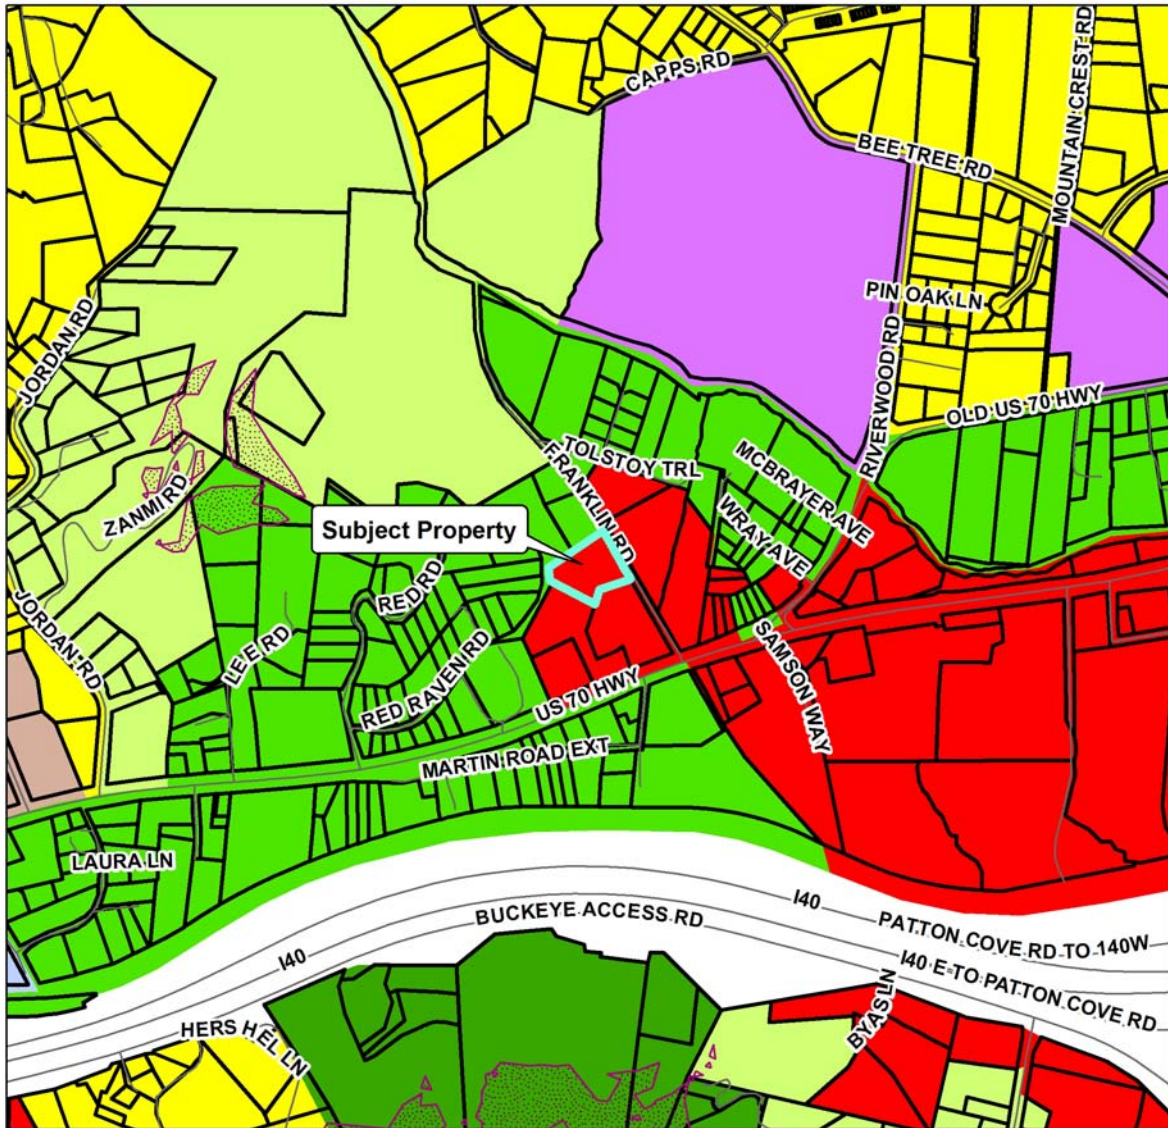 CAPPS RD
MOUNTAIN CREST RD
BEE TREE RD
PIN OAK LN
JORDAN RD
RIVERWOOD RD
OLD US 70 HWY
TOLSTOY TRL
FRANKLIN RD
MCBRAYER AVE
ZANMI RD
WRAY AVE
Subject Property
RED RD
JORDAN RD
LEE RD
SAMSON WAY
RED RAVEN RD
US 70 HWY
MARTIN ROAD EXT
LAURA LN
I40
BUCKEYE ACCESS RD
PATTON COVE RD TO 140W
I40
I40 E TO PATTON COVE RD
BYAS LN
HERSHEL LN